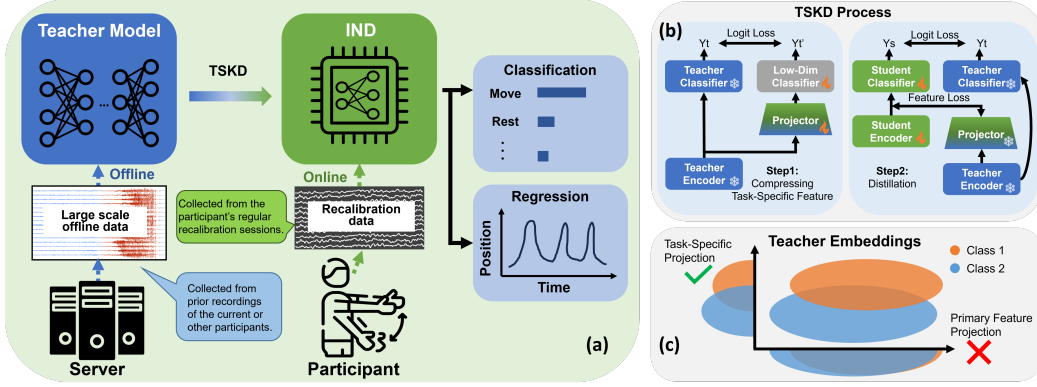 Teacher Model
TSKD
IND
...
Offline
Large scale
offline data
Collected from the
participant's regular
recalibration sessions.
Online
Recalibration
data
Collected from
prior recordings
of the current or
other participants.
Server
Participant
Classification
Move
Rest
Regression
Position
Time
(a)
TSKD Process
(b)
Yt
Logit Loss
Yt'
Teacher
Classifier
Low-Dim
Classifier
Projector
Teacher
Encoder
Step1:
Compressing
Task-Specific Feature
Ys
Logit Loss
Yt
Student
Classifier
Teacher
Classifier
Feature Loss
Student
Encoder
Projector
Step2:
Distillation
Teacher
Encoder
Teacher Embeddings
Task-Specific
Projection
Class 1
Class 2
Primary Feature
Projection
(c)